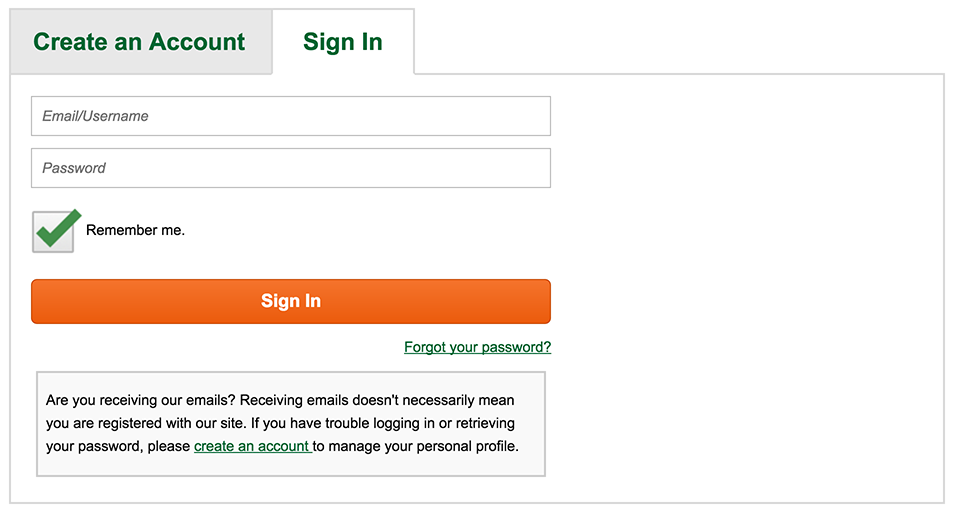 Create an Account
Sign In
Email/Username
Password
Remember me.
Sign In
Forgot your password?
Are you receiving our emails? Receiving emails doesn't necessarily mean
you are registered with our site. If you have trouble logging in or retrieving
your password, please create an account to manage your personal profile.